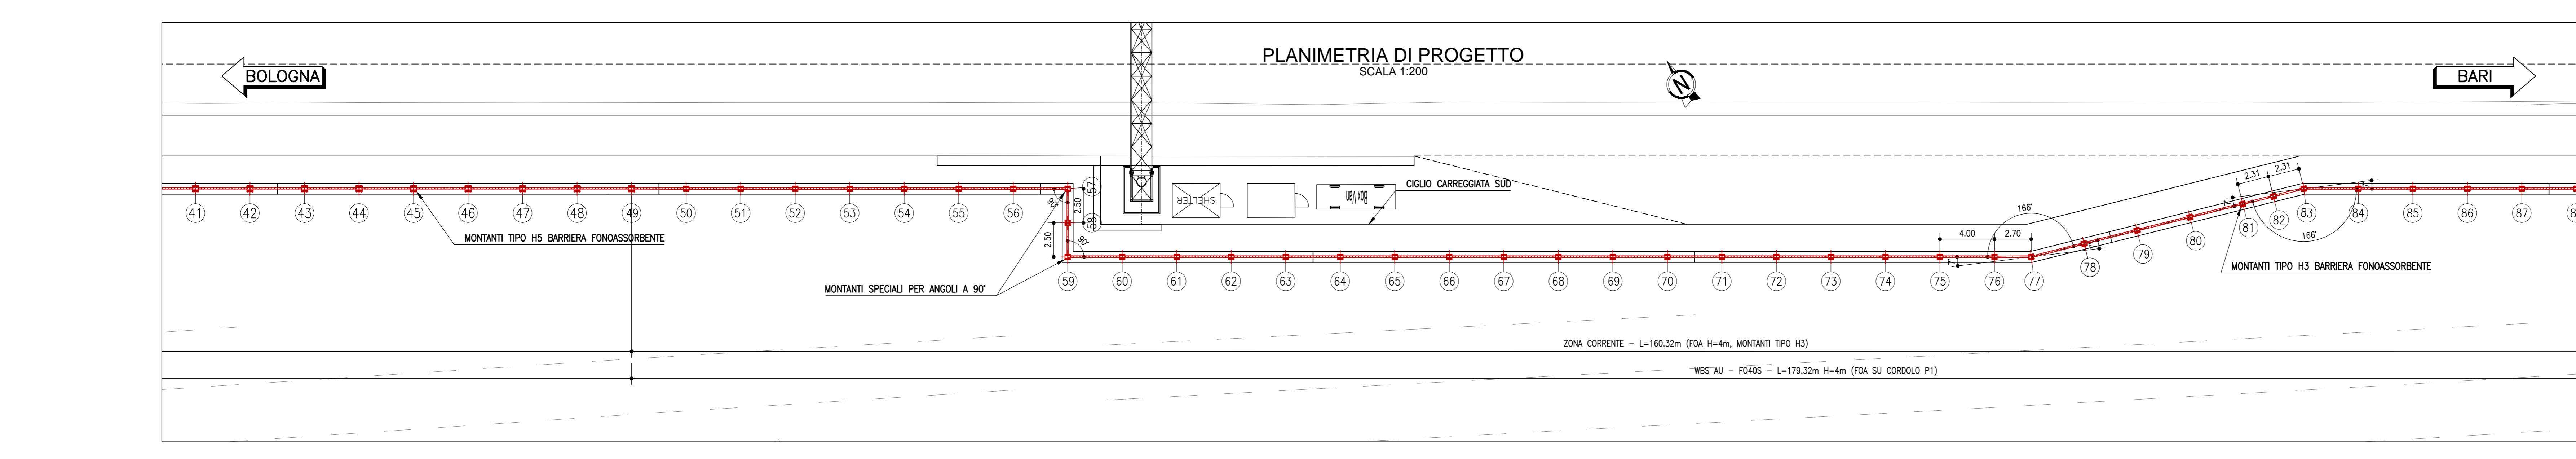 PLANIMETRIA DI PROGETTO
SCALA 1:200
BOLOGNA
N
BARI
CIGLIO CARREGGIATA SUD
SHELTER
Box Van
2.31
2.31
7°
7°
166°
41 42 43 44 45 46 47 48 49 50 51 52 53 54 55 56
57
58
2.50
2.50
90°
90°
MONTANTI TIPO H5 BARRIERA FONOASSORBENTE
MONTANTI SPECIALI PER ANGOLI A 90°
59 60 61 62 63 64 65 66 67 68 69 70 71 72 73 74 75 76 77 78 79 80 81 82 83 84 85 86 87
4.00
2.70
166°
7°
7°
MONTANTI TIPO H3 BARRIERA FONOASSORBENTE
ZONA CORRENTE - L=160.32m (FOA H=4m, MONTANTI TIPO H3)
WBS AU - FO40S - L=179.32m H=4m (FOA SU CORDOLO P1)